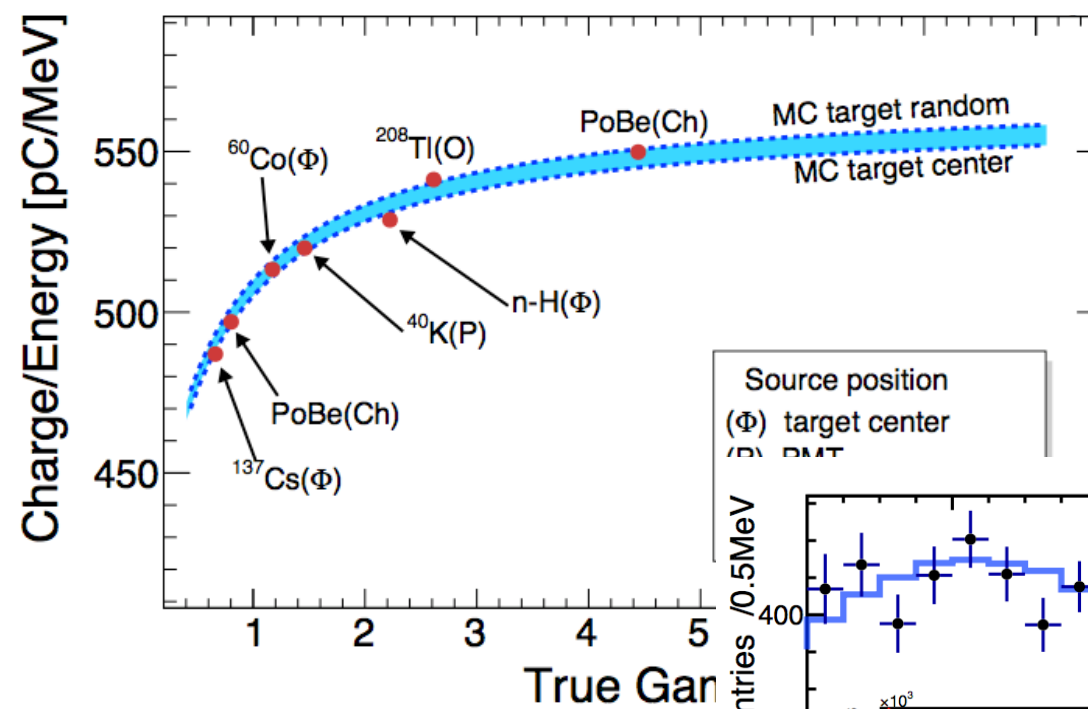 Charge/Energy [pC/MeV]
550
500
450
⁶⁰Co(Φ)
²⁰⁸Tl(O)
PoBe(Ch)
MC target random
MC target center
n-H(Φ)
⁴⁰K(P)
PoBe(Ch)
¹³⁷Cs(Φ)
Source position
(Φ) target center
1 2 3 4 5
True
/0.5MeV
400
×10³